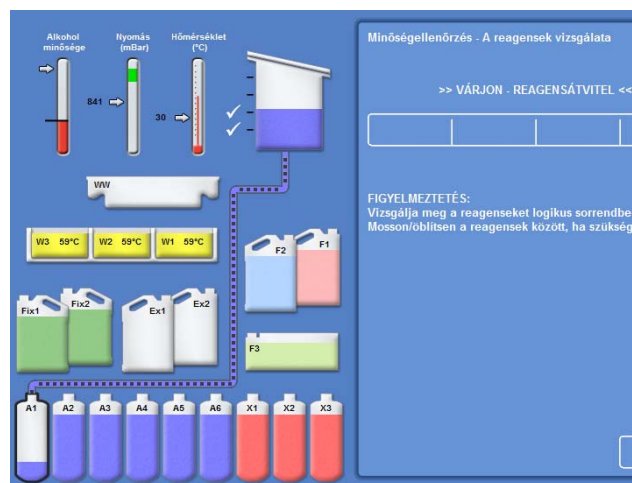 Alkohol Nyomás Hőmérséklet
minősége (mBar) (°C)
841
30
WW
W3 59°C W2 59°C W1 59°C
F2 F1
Fix1 Fix2 Ex1 Ex2
F3
A1 A2 A3 A4 A5 A6 X1 X2 X3
Minőségellenőrzés - A reagensek vizsgálata
>> VÁRJON - REAGENSÁTVITEL <<
FIGYELMEZTETÉS:
Vizsgálja meg a reagenseket logikus sorrendbe
Mosson/öblítsen a reagensek között, ha szükség